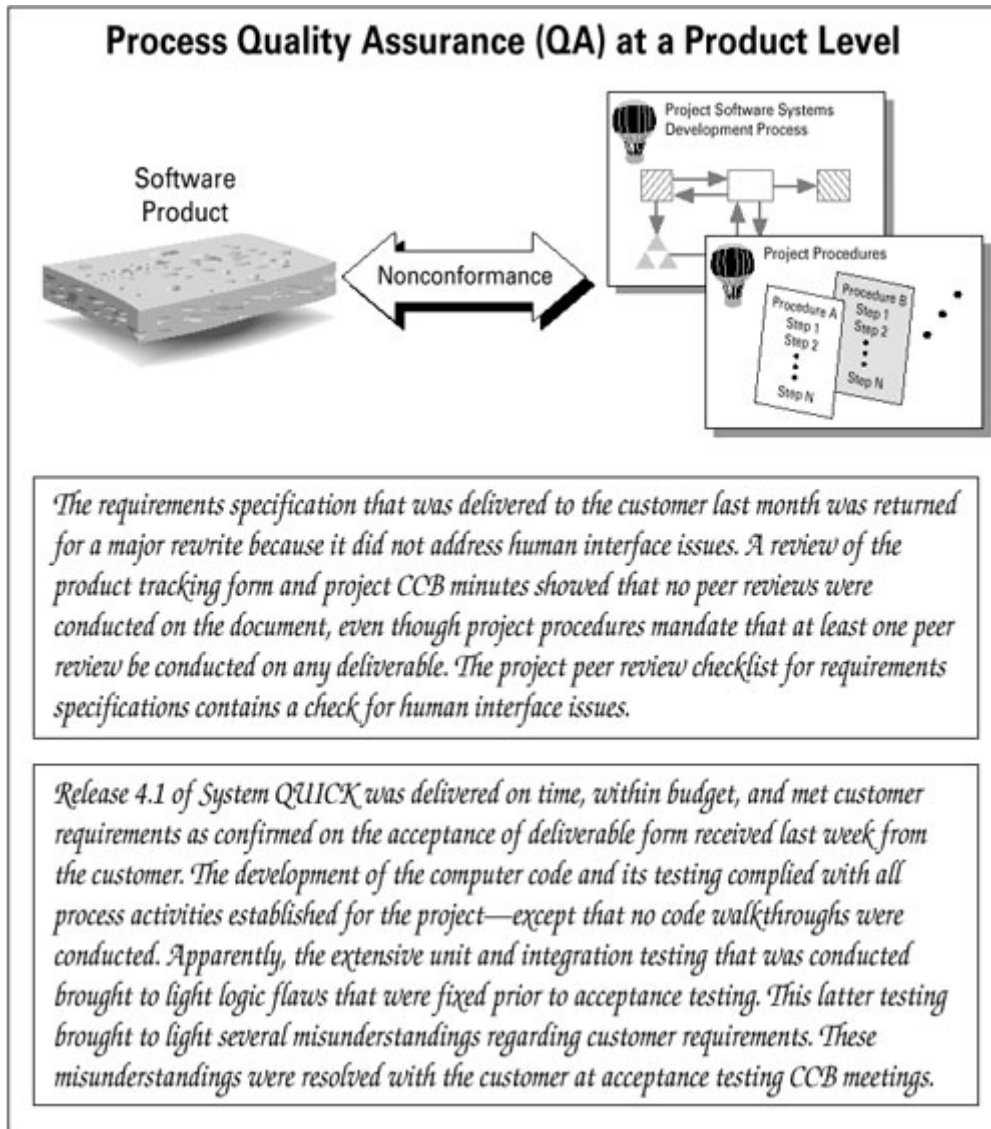 Process Quality Assurance (QA) at a Product Level
Project Software Systems
Development Process
Software
Product
Nonconformance
Project Procedures
Procedure A
Step 1
Step 2
Step N
Procedure B
Step 1
Step 2
Step N
The requirements specification that was delivered to the customer last month was returned
for a major rewrite because it did not address human interface issues. A review of the
product tracking form and project CCB minutes showed that no peer reviews were
conducted on the document, even though project procedures mandate that at least one peer
review be conducted on any deliverable. The project peer review checklist for requirements
specifications contains a check for human interface issues.
Release 4.1 of System QUICK was delivered on time, within budget, and met customer
requirements as confirmed on the acceptance of deliverable form received last week from
the customer. The development of the computer code and its testing complied with all
process activities established for the project—except that no code walkthroughs were
conducted. Apparently, the extensive unit and integration testing that was conducted
brought to light logic flaws that were fixed prior to acceptance testing. This latter testing
brought to light several misunderstandings regarding customer requirements. These
misunderstandings were resolved with the customer at acceptance testing CCB meetings.